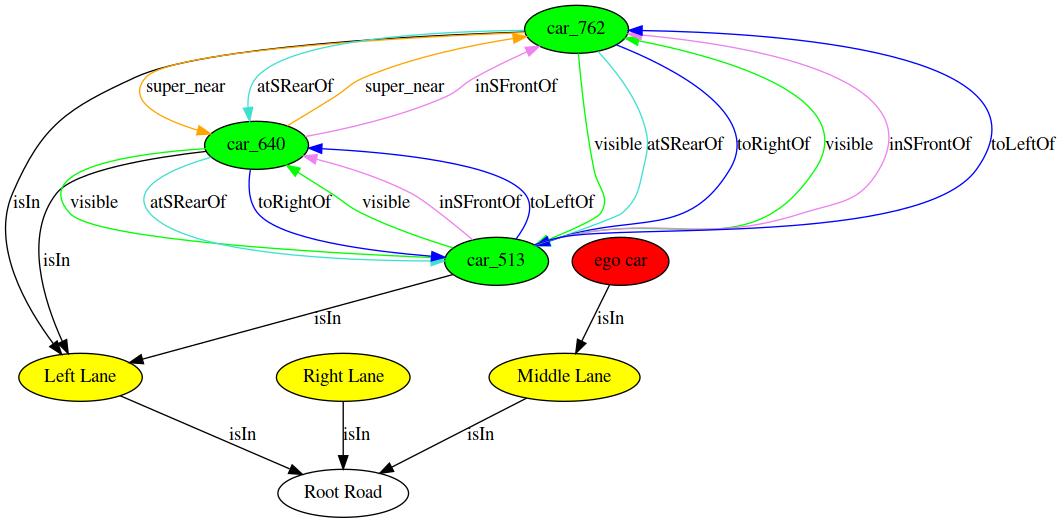 car_762
super_near
atSRearOf
super_near
inSFrontOf
car_640
visible
atSRearOf
toRightOf
visible
inSFrontOf
toLeftOf
isIn
visible
atSRearOf
toRightOf
visible
inSFrontOf
toLeftOf
isIn
car_513
ego car
isIn
isIn
Left Lane
Right Lane
Middle Lane
isIn
isIn
isIn
Root Road